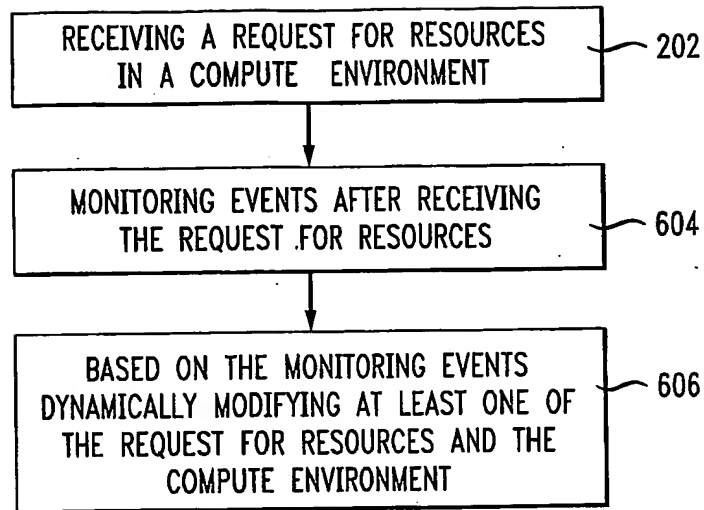 RECEIVING A REQUEST FOR RESOURCES
IN A COMPUTE ENVIRONMENT
202
MONITORING EVENTS AFTER RECEIVING
THE REQUEST FOR RESOURCES
604
BASED ON THE MONITORING EVENTS
DYNAMICALLY MODIFYING AT LEAST ONE OF
THE REQUEST FOR RESOURCES AND THE
COMPUTE ENVIRONMENT
606